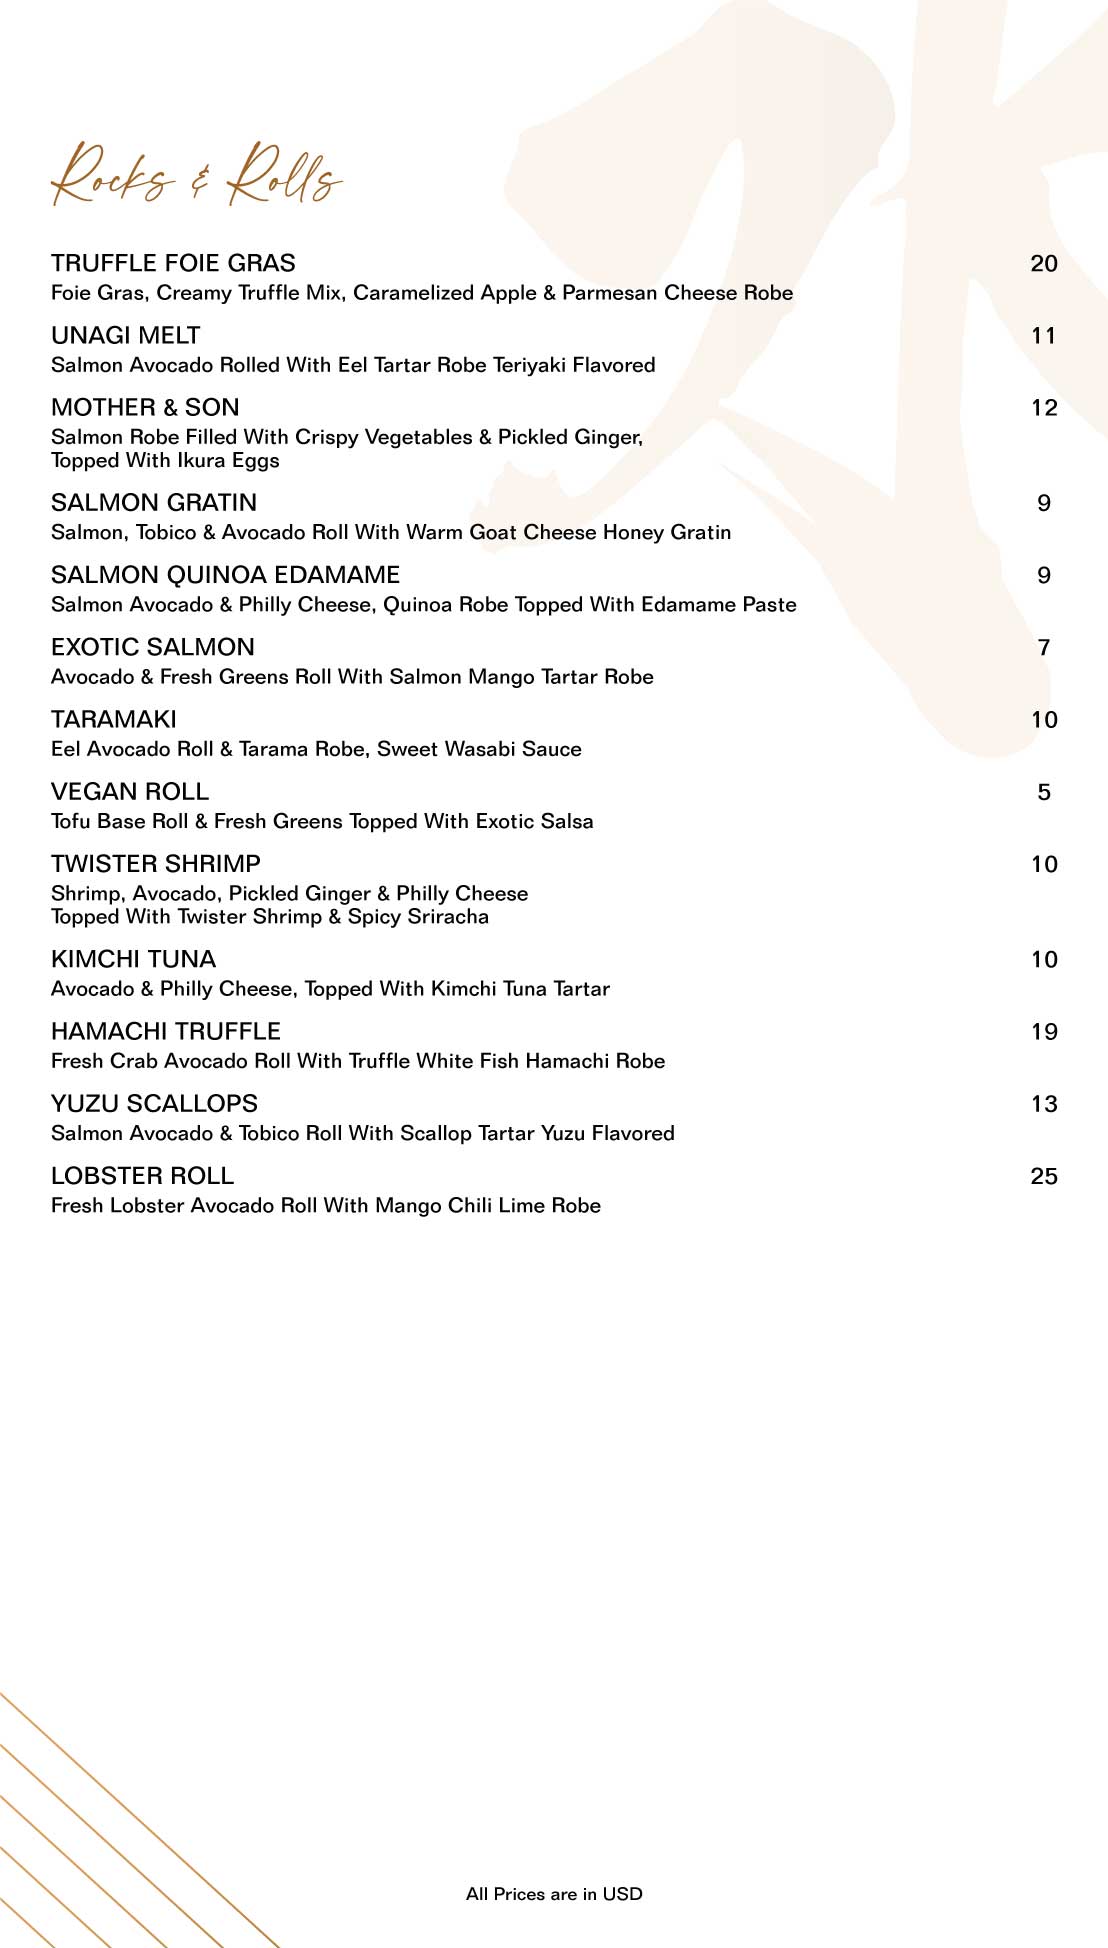 Rocks & Rolls
TRUFFLE FOIE GRAS 20
Foie Gras, Creamy Truffle Mix, Caramelized Apple & Parmesan Cheese Robe
UNAGI MELT 11
Salmon Avocado Rolled With Eel Tartar Robe Teriyaki Flavored
MOTHER & SON 12
Salmon Robe Filled With Crispy Vegetables & Pickled Ginger,
Topped With Ikura Eggs
SALMON GRATIN 9
Salmon, Tobico & Avocado Roll With Warm Goat Cheese Honey Gratin
SALMON QUINOA EDAMAME 9
Salmon Avocado & Philly Cheese, Quinoa Robe Topped With Edamame Paste
EXOTIC SALMON 7
Avocado & Fresh Greens Roll With Salmon Mango Tartar Robe
TARAMAKI 10
Eel Avocado Roll & Tarama Robe, Sweet Wasabi Sauce
VEGAN ROLL 5
Tofu Base Roll & Fresh Greens Topped With Exotic Salsa
TWISTER SHRIMP 10
Shrimp, Avocado, Pickled Ginger & Philly Cheese
Topped With Twister Shrimp & Spicy Sriracha
KIMCHI TUNA 10
Avocado & Philly Cheese, Topped With Kimchi Tuna Tartar
HAMACHI TRUFFLE 19
Fresh Crab Avocado Roll With Truffle White Fish Hamachi Robe
YUZU SCALLOPS 13
Salmon Avocado & Tobico Roll With Scallop Tartar Yuzu Flavored
LOBSTER ROLL 25
Fresh Lobster Avocado Roll With Mango Chili Lime Robe
All Prices are in USD